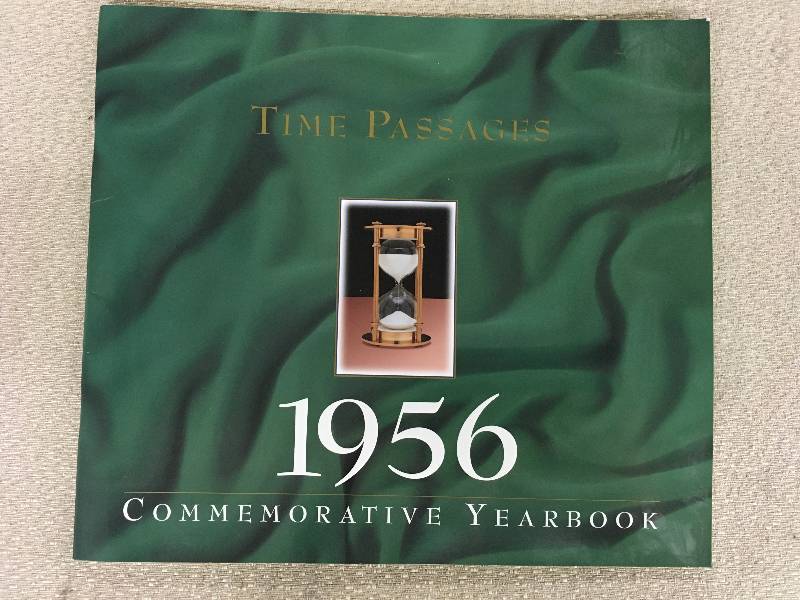 TIME PASSAGES
1956
COMMEMORATIVE YEARBOOK